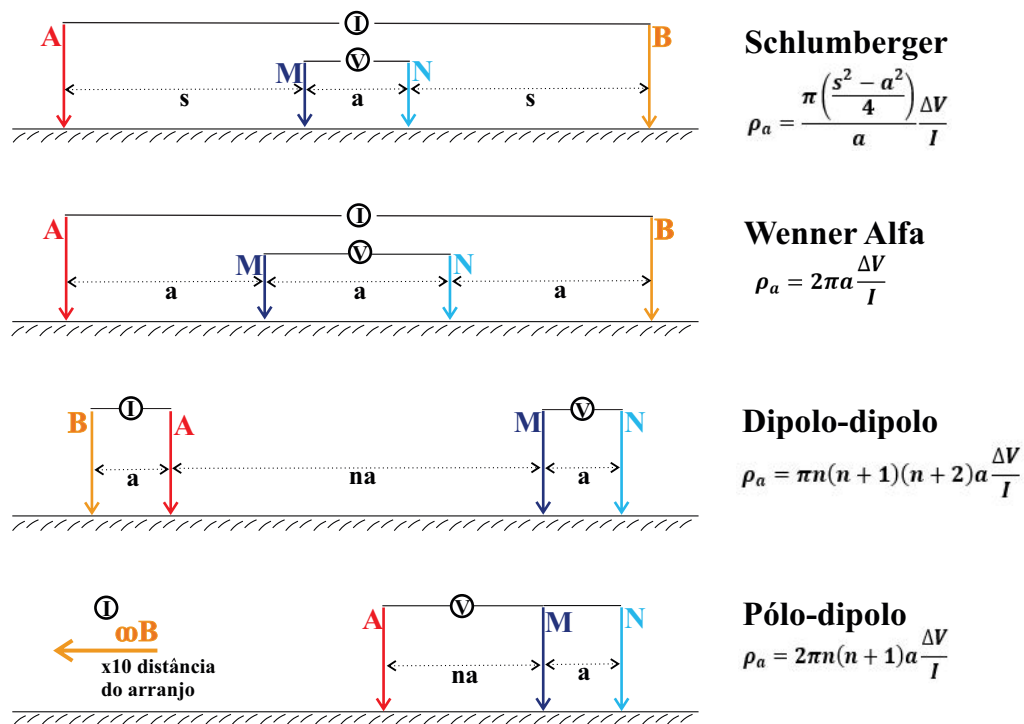 A I B
M V N
s a s
Schlumberger
ρₐ = π((s² − a²)/4)/a ΔV/I
A I B
M V N
a a a
Wenner Alfa
ρₐ = 2πa ΔV/I
B I A M V N
a na a
Dipolo-dipolo
ρₐ = πn(n + 1)(n + 2)a ΔV/I
I A V M N
∞B
x10 distância
do arranjo
na a
Pólo-dipolo
ρₐ = 2πn(n + 1)a ΔV/I